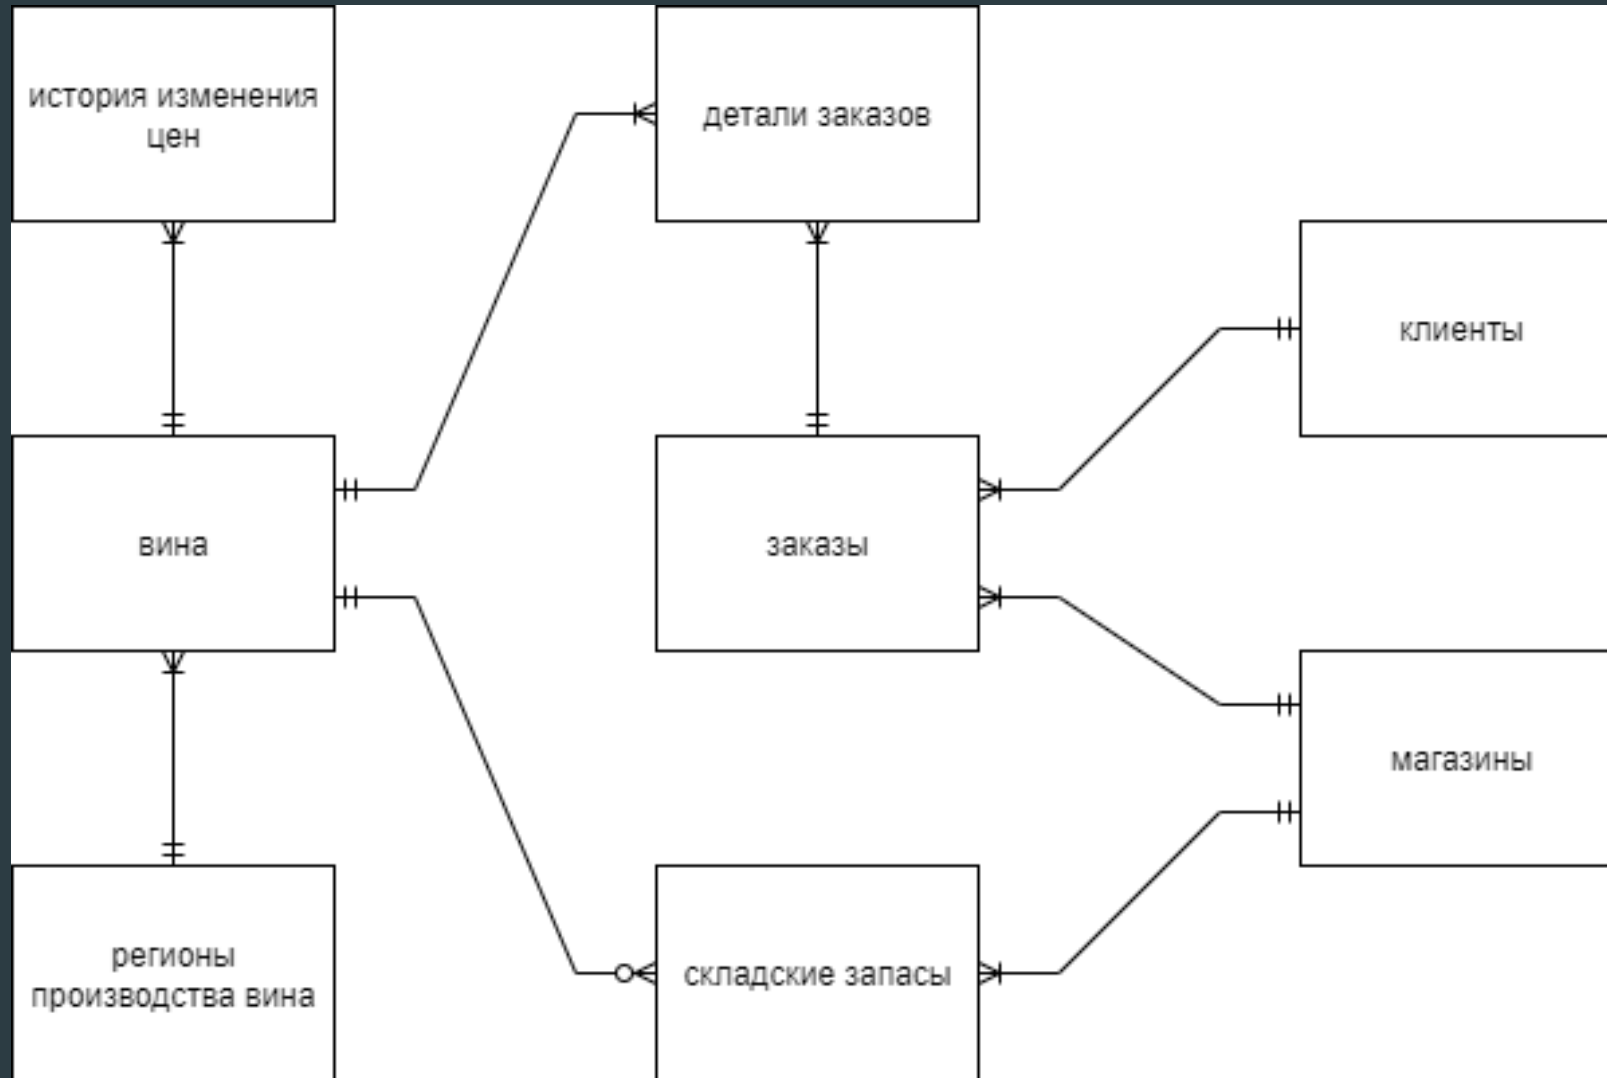 история изменения
цен
детали заказов
клиенты
вина
заказы
магазины
регионы
производства вина
складские запасы